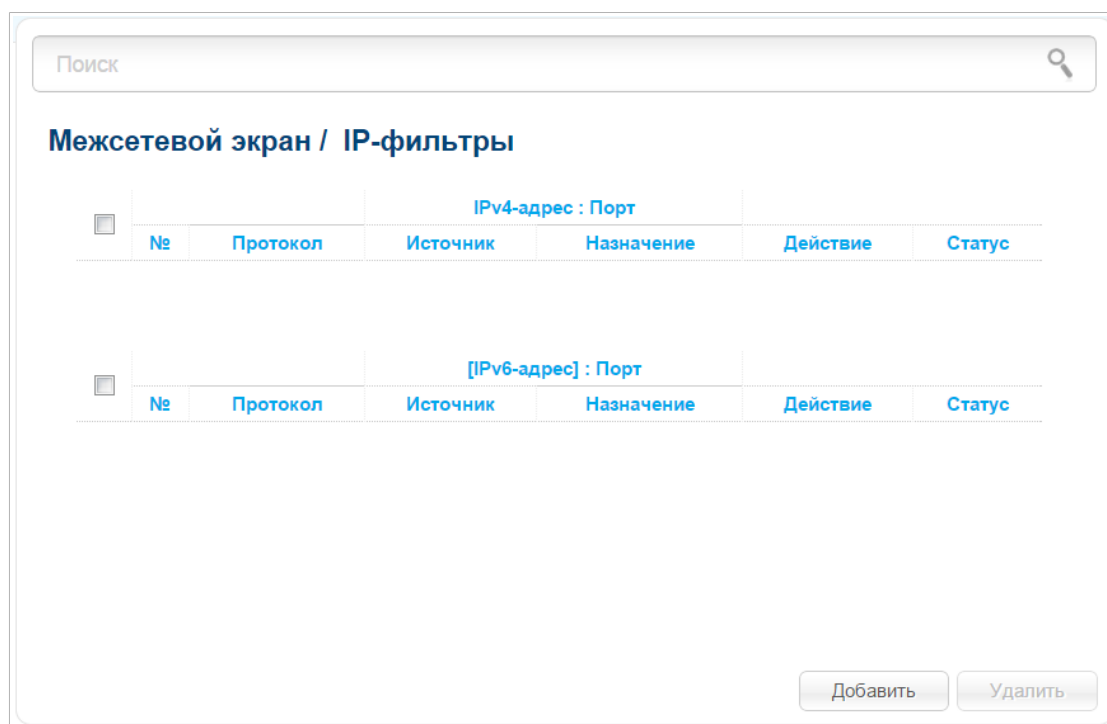 Поиск
Межсетевой экран / IP-фильтры
IPv4-адрес : Порт
№ Протокол Источник Назначение Действие Статус
[IPv6-адрес] : Порт
№ Протокол Источник Назначение Действие Статус
Добавить Удалить